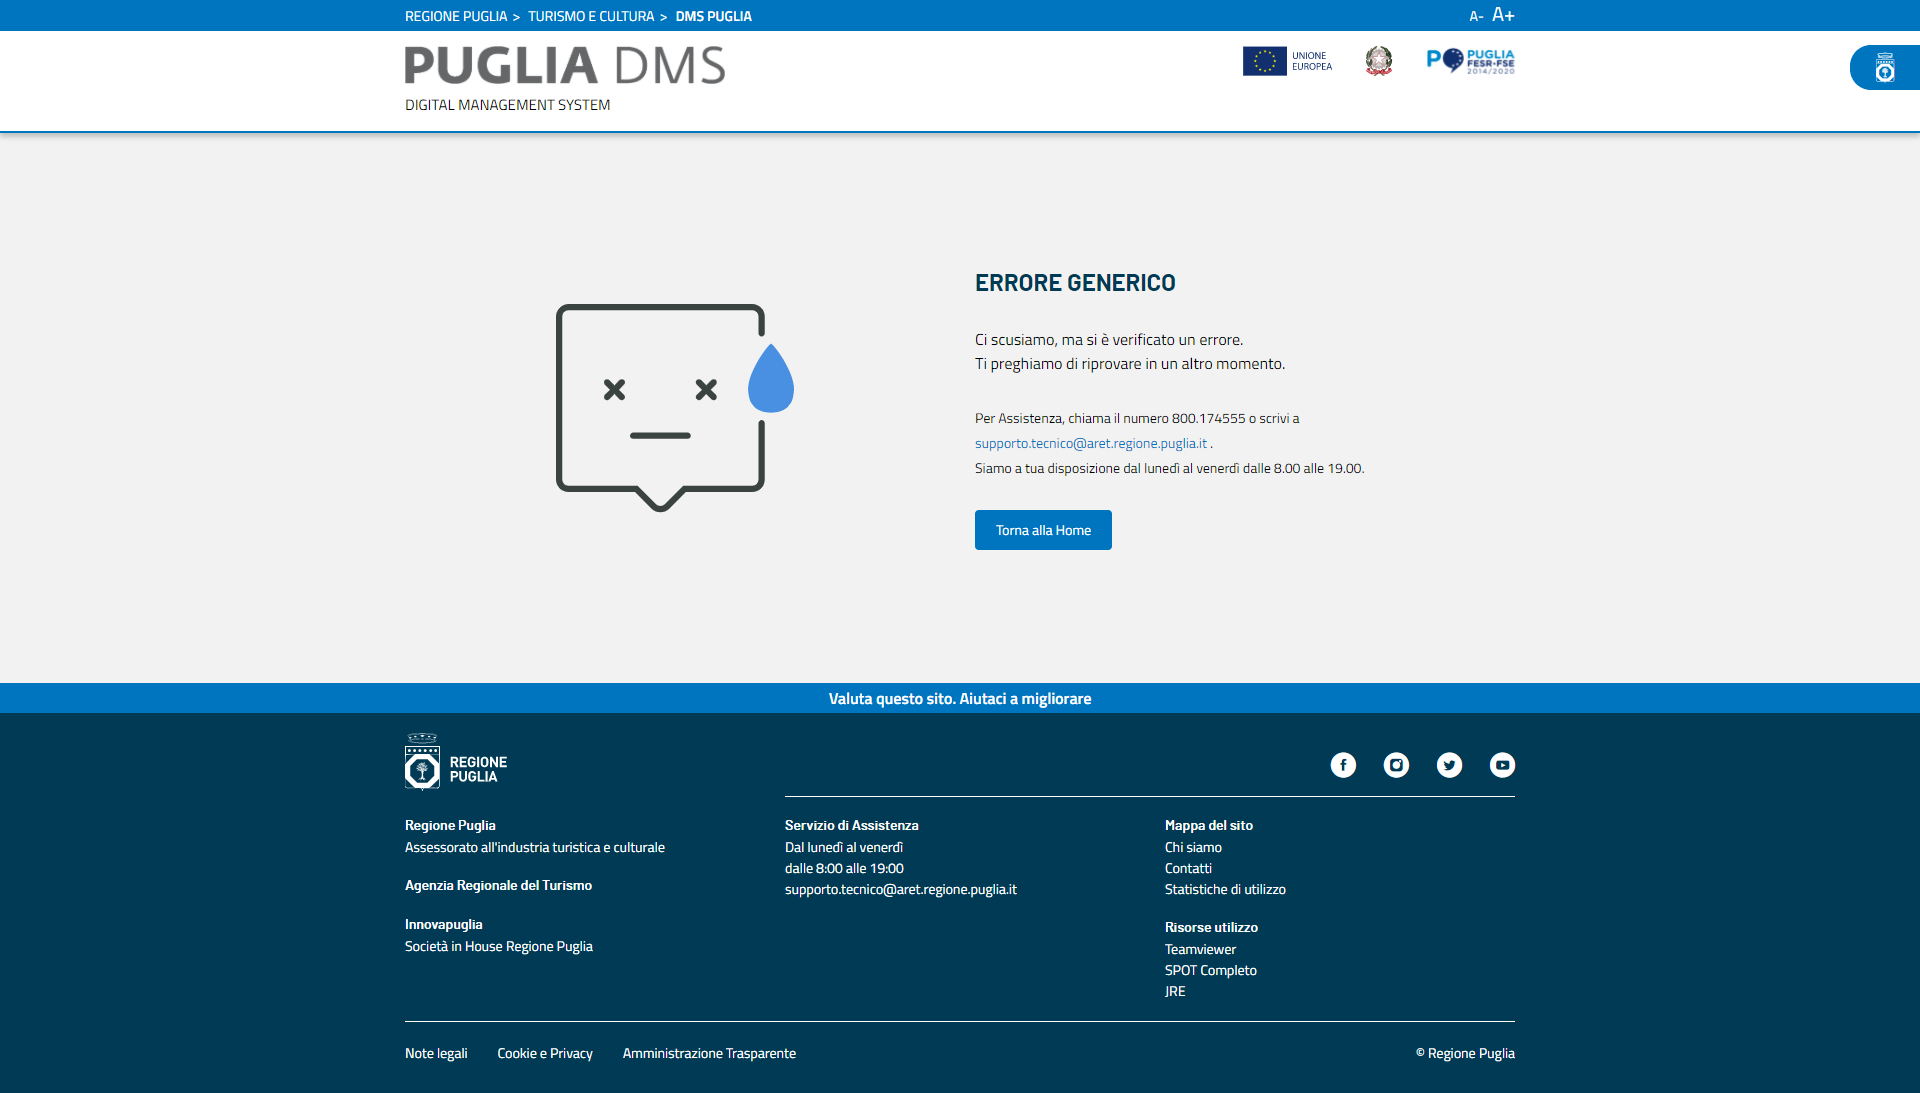 REGIONE PUGLIA > TURISMO E CULTURA > DMS PUGLIA
A- A+
PUGLIA DMS
DIGITAL MANAGEMENT SYSTEM
UNIONE
EUROPEA
PO PUGLIA
FESR-FSE
2014/2020
ERRORE GENERICO
Ci scusiamo, ma si è verificato un errore.
Ti preghiamo di riprovare in un altro momento.
Per Assistenza, chiama il numero 800.174555 o scrivi a
supporto.tecnico@aret.regione.puglia.it .
Siamo a tua disposizione dal lunedì al venerdì dalle 8.00 alle 19.00.
Torna alla Home
Valuta questo sito. Aiutaci a migliorare
REGIONE
PUGLIA
Regione Puglia
Assessorato all'industria turistica e culturale
Agenzia Regionale del Turismo
Innovapuglia
Società in House Regione Puglia
Servizio di Assistenza
Dal lunedì al venerdì
dalle 8:00 alle 19:00
supporto.tecnico@aret.regione.puglia.it
Mappa del sito
Chi siamo
Contatti
Statistiche di utilizzo
Risorse utilizzo
Teamviewer
SPOT Completo
JRE
Note legali
Cookie e Privacy
Amministrazione Trasparente
© Regione Puglia